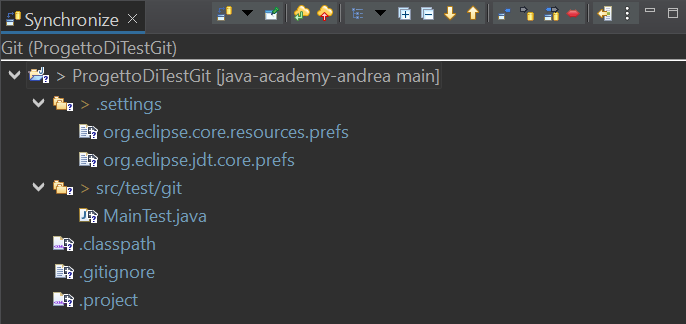 Synchronize
Git (ProgettoDiTestGit)
> ProgettoDiTestGit [java-academy-andrea main]
> .settings
org.eclipse.core.resources.prefs
org.eclipse.jdt.core.prefs
> src/test/git
MainTest.java
.classpath
.gitignore
.project